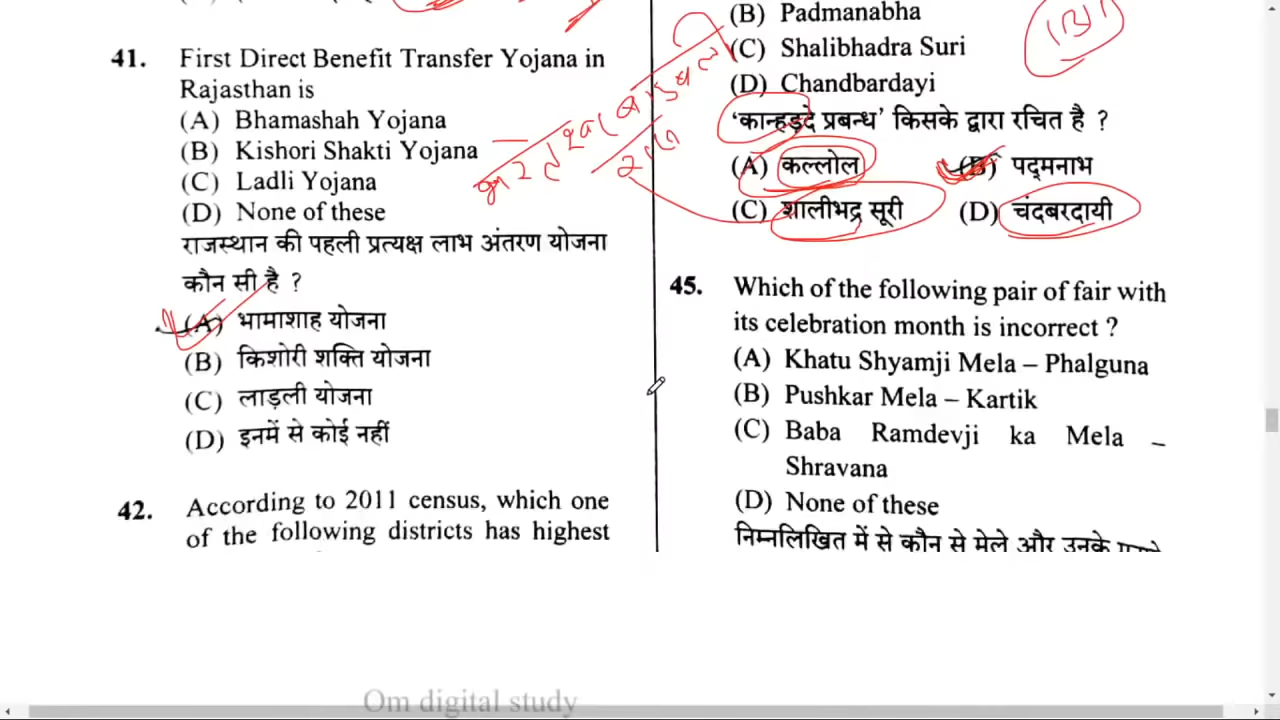 41. First Direct Benefit Transfer Yojana in
Rajasthan is
(A) Bhamashah Yojana
(B) Kishori Shakti Yojana
(C) Ladli Yojana
(D) None of these
राजस्थान की पहली प्रत्यक्ष लाभ अंतरण योजना
कौन सी है ?
(A) भामाशाह योजना
(B) किशोरी शक्ति योजना
(C) लाड़ली योजना
(D) इनमें से कोई नहीं
42. According to 2011 census, which one
of the following districts has highest
(B) Padmanabha
(C) Shalibhadra Suri
(D) Chandbardayi
'कान्हड़दे प्रबन्ध' किसके द्वारा रचित है ?
(A) कल्लोल (B) पद्मनाभ
(C) शालीभद्र सूरी (D) चंदबरदायी
45. Which of the following pair of fair with
its celebration month is incorrect ?
(A) Khatu Shyamji Mela – Phalguna
(B) Pushkar Mela – Kartik
(C) Baba Ramdevji ka Mela –
Shravana
(D) None of these
निम्नलिखित में से कौन से मेले और उनके
Om digital study